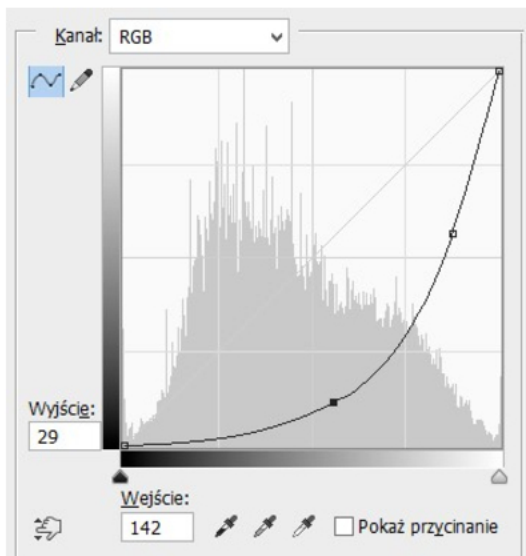 Kanał: RGB
Wyjście:
29
Wejście:
142
Pokaż przycinanie